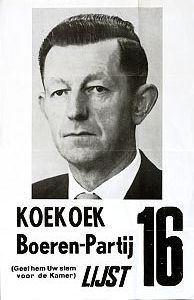 KOEKOEK
Boeren-Partij
(Geef hem Uw stem
voor de Kamer)
LIJST
16